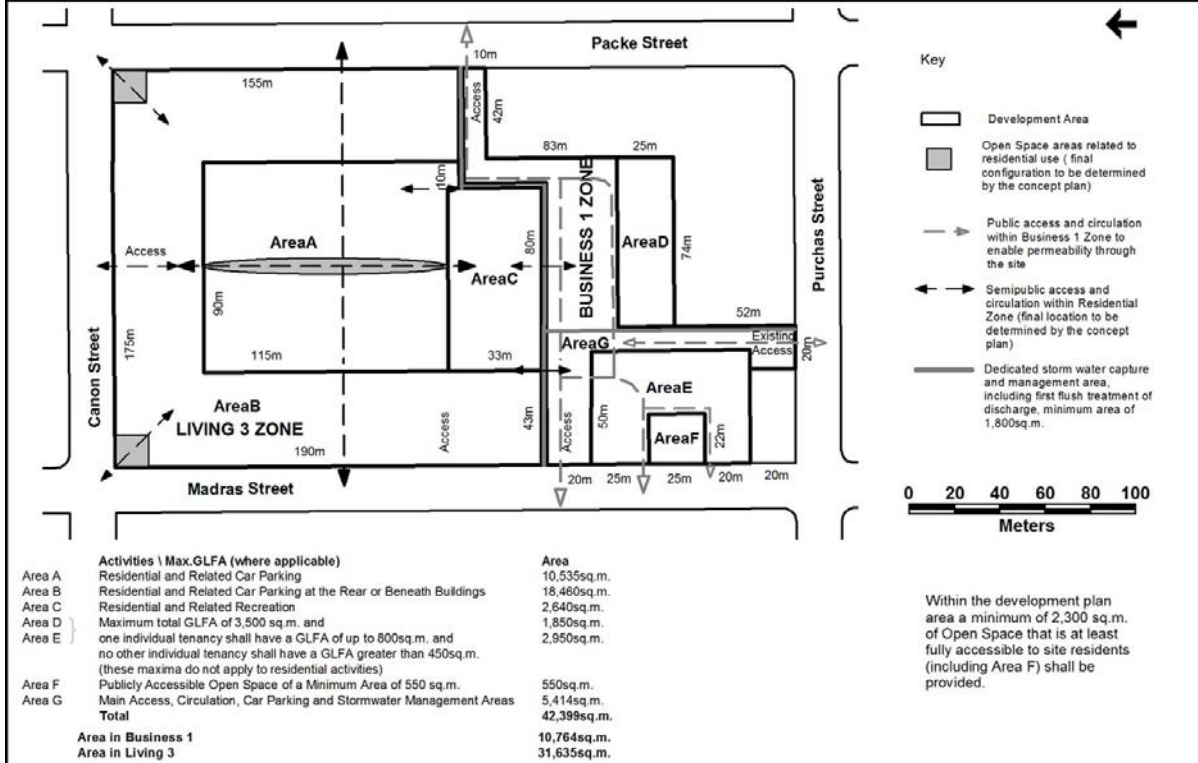 Packe Street
10m
155m
Access
42m
83m
25m
10m
BUSINESS 1 ZONE
AreaA
Access
AreaC
80m
AreaD
74m
Purchas Street
90m
52m
175m
AreaG
Existing
Access
20m
115m
33m
Canon Street
AreaB
LIVING 3 ZONE
AreaE
50m
43m
Access
Access
AreaF
22m
190m
20m
25m
25m
20m
20m
Madras Street
Key
Development Area
Open Space areas related to
residential use ( final
configuration to be determined
by the concept plan)
Public access and circulation
within Business 1 Zone to
enable permeability through
the site
Semipublic access and
circulation within Residential
Zone (final location to be
determined by the concept
plan)
Dedicated storm water capture
and management area,
including first flush treatment of
discharge, minimum area of
1,800sq.m.
0 20 40 60 80 100
Meters
Activities \ Max.GLFA (where applicable) Area
Area A Residential and Related Car Parking 10,535sq.m.
Area B Residential and Related Car Parking at the Rear or Beneath Buildings 18,460sq.m.
Area C Residential and Related Recreation 2,640sq.m.
Area D Maximum total GLFA of 3,500 sq.m. and 1,850sq.m.
Area E one individual tenancy shall have a GLFA of up to 800sq.m. and 2,950sq.m.
no other individual tenancy shall have a GLFA greater than 450sq.m.
(these maxima do not apply to residential activities)
Area F Publicly Accessible Open Space of a Minimum Area of 550 sq.m. 550sq.m.
Area G Main Access, Circulation, Car Parking and Stormwater Management Areas 5,414sq.m.
Total 42,399sq.m.
Area in Business 1 10,764sq.m.
Area in Living 3 31,635sq.m.
Within the development plan
area a minimum of 2,300 sq.m.
of Open Space that is at least
fully accessible to site residents
(including Area F) shall be
provided.